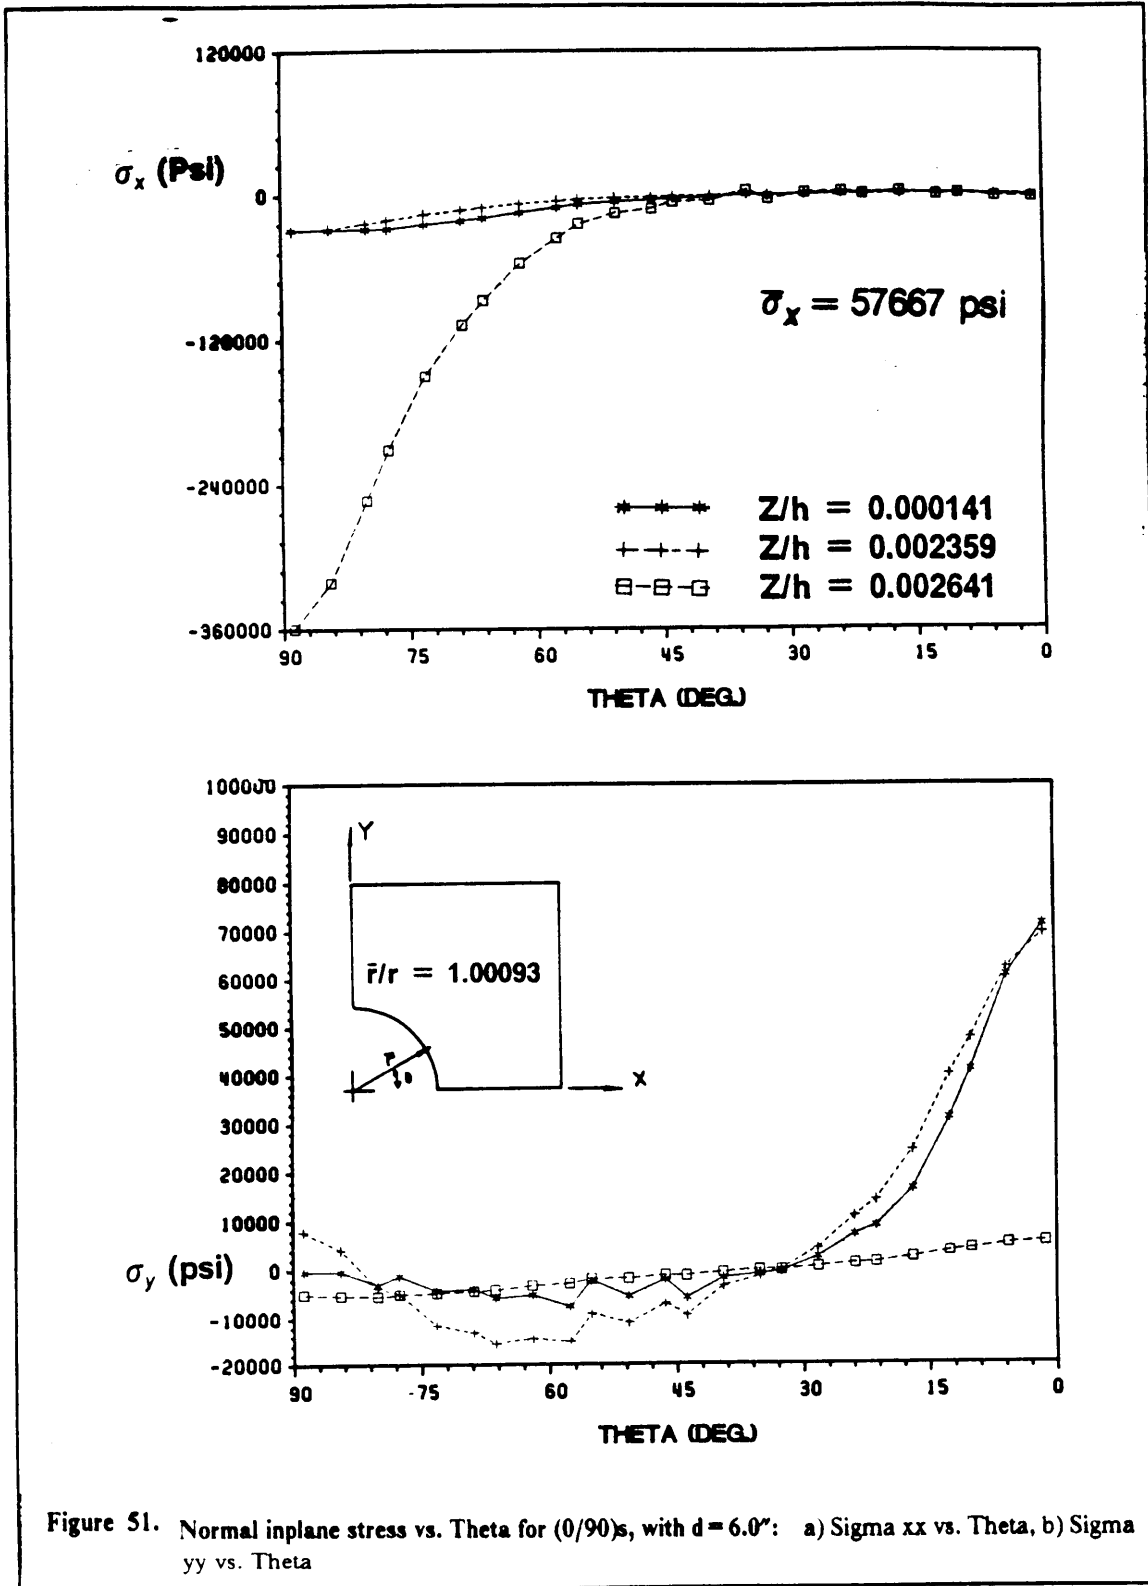 120000
σx (Psi)
0
σ̅x = 57667 psi
-120000
-240000
Z/h = 0.000141
Z/h = 0.002359
Z/h = 0.002641
-360000
90 75 60 45 30 15 0
THETA (DEG.)
100000
90000
Y
80000
70000
r̅/r = 1.00093
60000
50000
r̅
40000
θ
X
30000
20000
10000
σy (psi)
0
-10000
-20000
90 -75 60 45 30 15 0
THETA (DEG.)
Figure 51. Normal inplane stress vs. Theta for (0/90)s, with d = 6.0″: a) Sigma xx vs. Theta, b) Sigma
yy vs. Theta